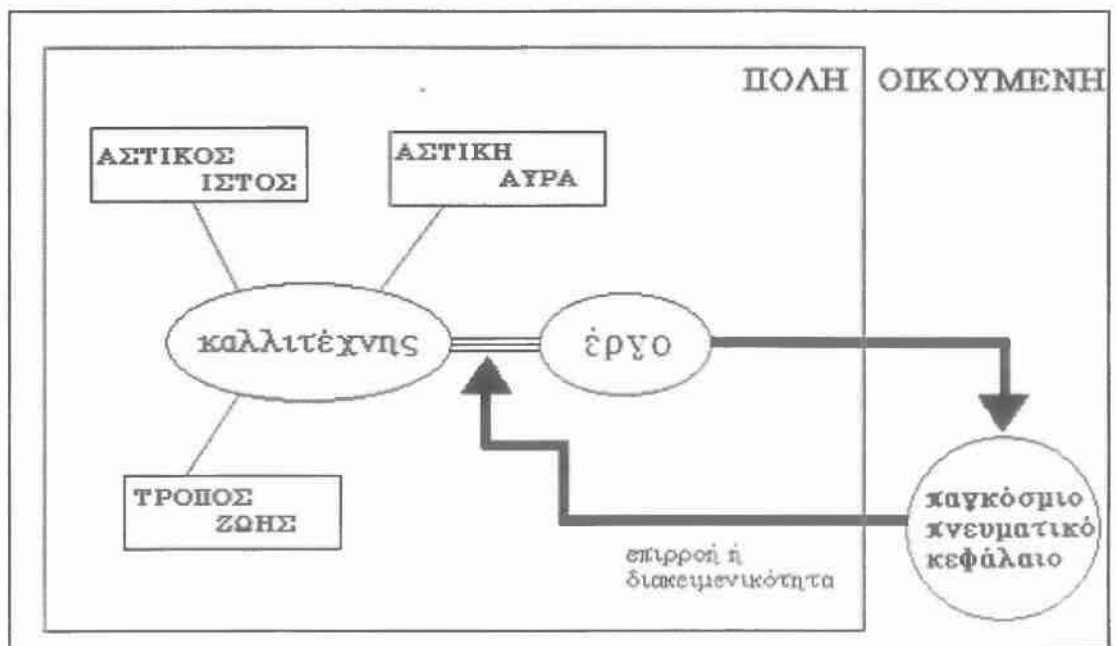 ΠΟΛΗ ΟΙΚΟΥΜΕΝΗ
ΑΣΤΙΚΟΣ
ΙΣΤΟΣ
ΑΣΤΙΚΗ
ΑΥΡΑ
καλλιτέχνης
έργο
ΤΡΟΠΟΣ
ΖΩΗΣ
επιρροή ή
διακειμενικότητα
παγκόσμιο
πνευματικό
κεφάλαιο